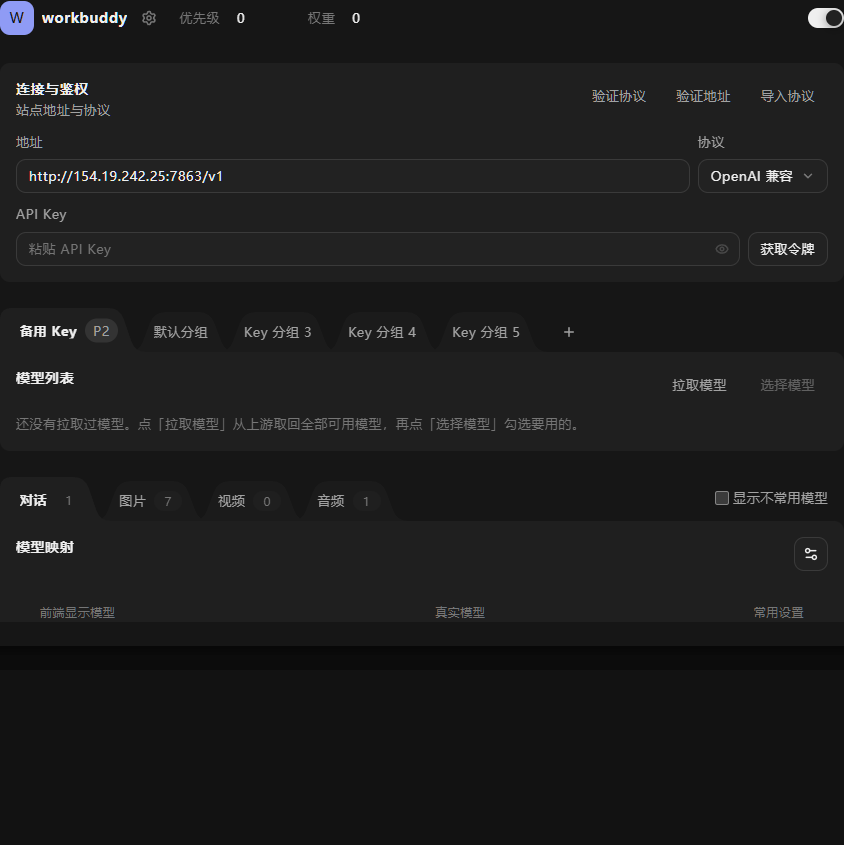 W workbuddy 优先级 0 权重 0
连接与鉴权
站点地址与协议
验证协议 验证地址 导入协议
地址 协议
http://154.19.242.25:7863/v1 OpenAI 兼容
API Key
粘贴 API Key 获取令牌
备用 Key P2 默认分组 Key 分组 3 Key 分组 4 Key 分组 5 +
模型列表
拉取模型 选择模型
还没有拉取过模型。点「拉取模型」从上游取回全部可用模型，再点「选择模型」勾选要用的。
对话 1 图片 7 视频 0 音频 1 显示不常用模型
模型映射
前端显示模型 真实模型 常用设置